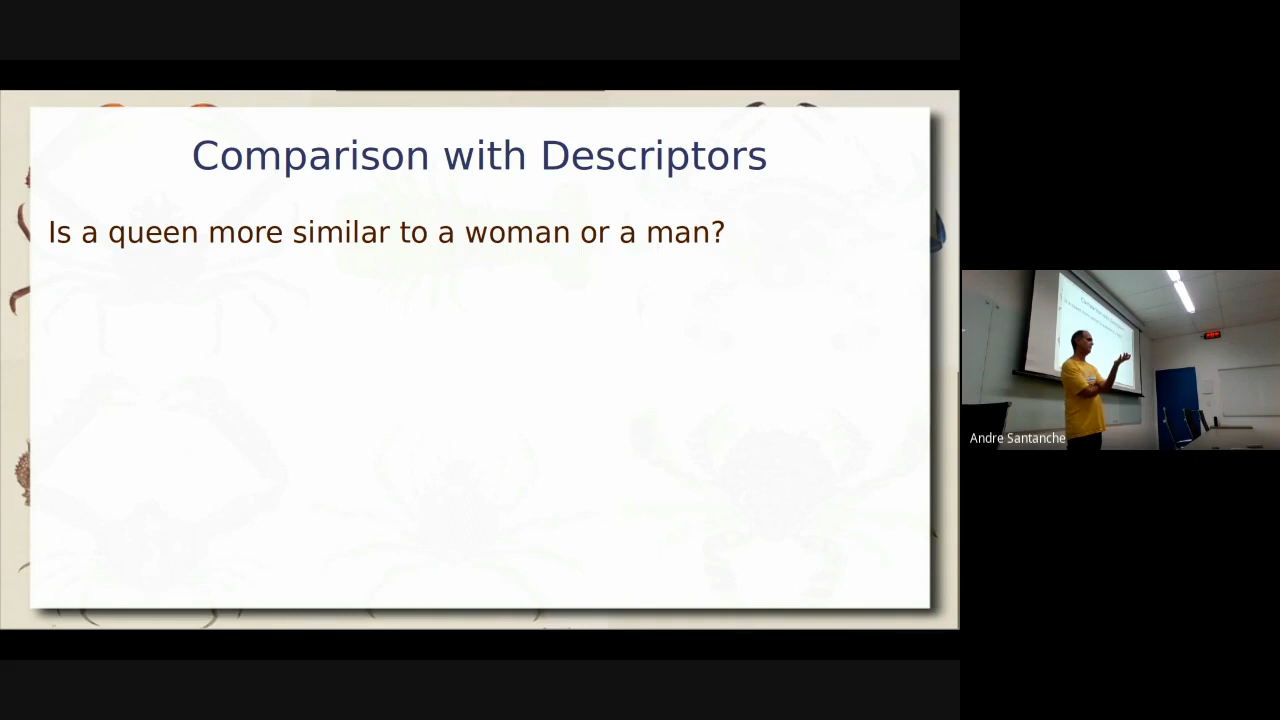 Comparison with Descriptors
Is a queen more similar to a woman or a man?
Andre Santanche